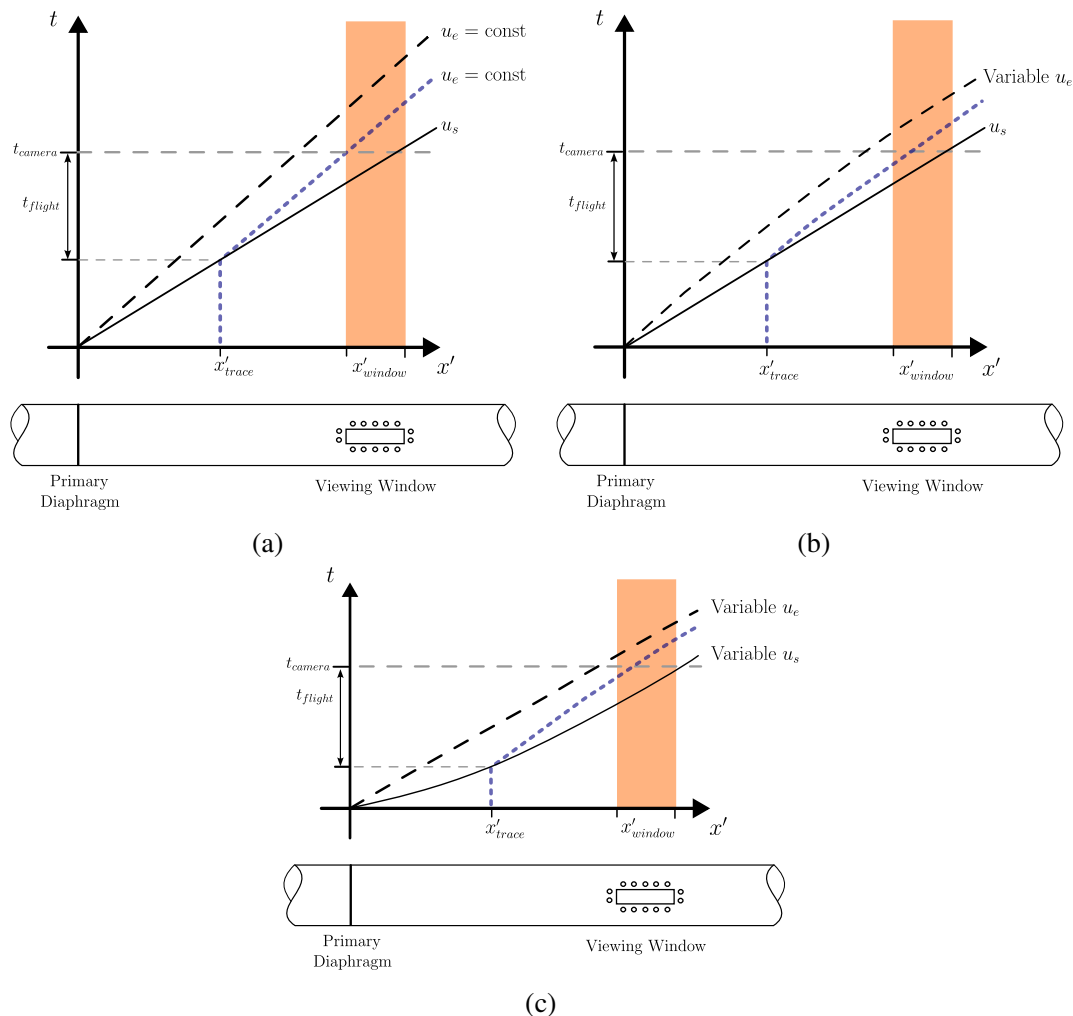 t
u_e = const
u_e = const
u_s
t_camera
t_flight
x'_trace
x'_window
x'
Primary
Diaphragm
Viewing Window
(a)
t
Variable u_e
u_s
t_camera
t_flight
x'_trace
x'_window
x'
Primary
Diaphragm
Viewing Window
(b)
t
Variable u_e
Variable u_s
t_camera
t_flight
x'_trace
x'_window
x'
Primary
Diaphragm
Viewing Window
(c)